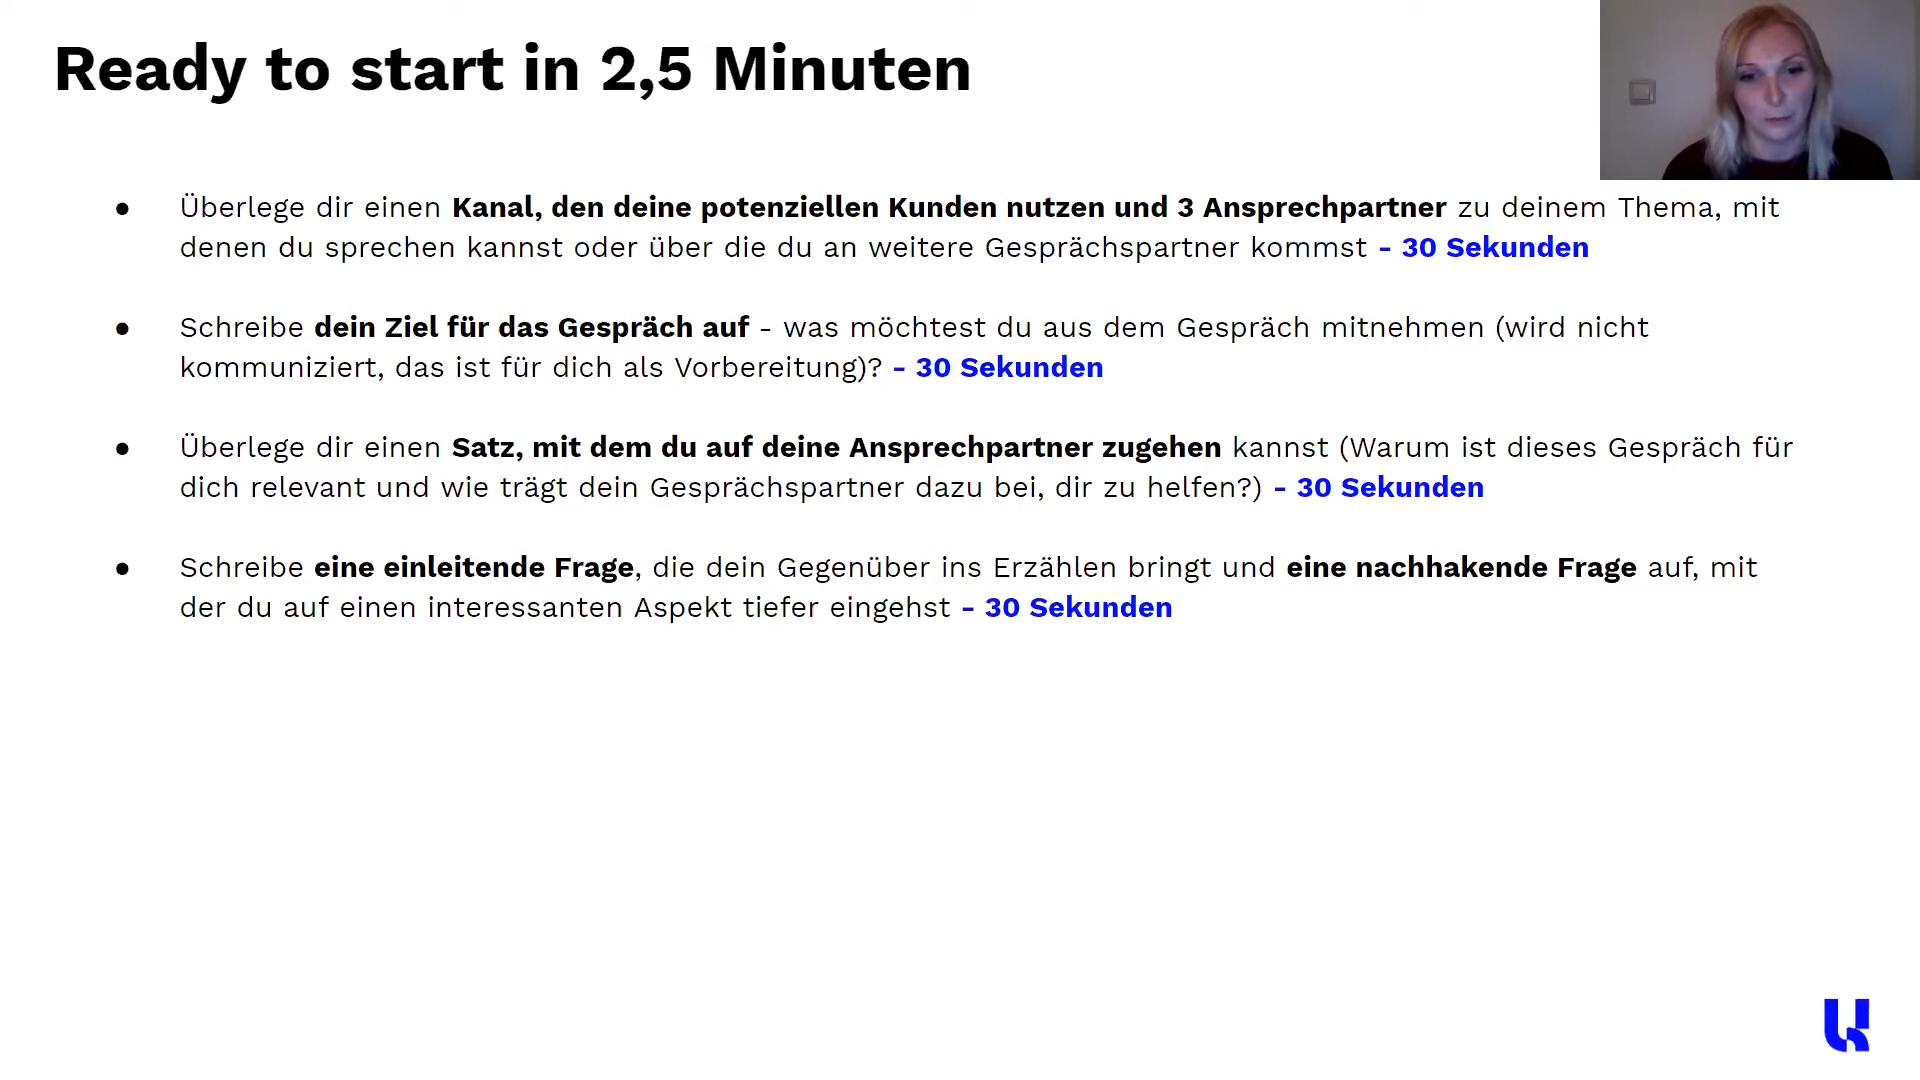 Ready to start in 2,5 Minuten
● Überlege dir einen Kanal, den deine potenziellen Kunden nutzen und 3 Ansprechpartner zu deinem Thema, mit
denen du sprechen kannst oder über die du an weitere Gesprächspartner kommst - 30 Sekunden
● Schreibe dein Ziel für das Gespräch auf - was möchtest du aus dem Gespräch mitnehmen (wird nicht
kommuniziert, das ist für dich als Vorbereitung)? - 30 Sekunden
● Überlege dir einen Satz, mit dem du auf deine Ansprechpartner zugehen kannst (Warum ist dieses Gespräch für
dich relevant und wie trägt dein Gesprächspartner dazu bei, dir zu helfen?) - 30 Sekunden
● Schreibe eine einleitende Frage, die dein Gegenüber ins Erzählen bringt und eine nachhakende Frage auf, mit
der du auf einen interessanten Aspekt tiefer eingehst - 30 Sekunden